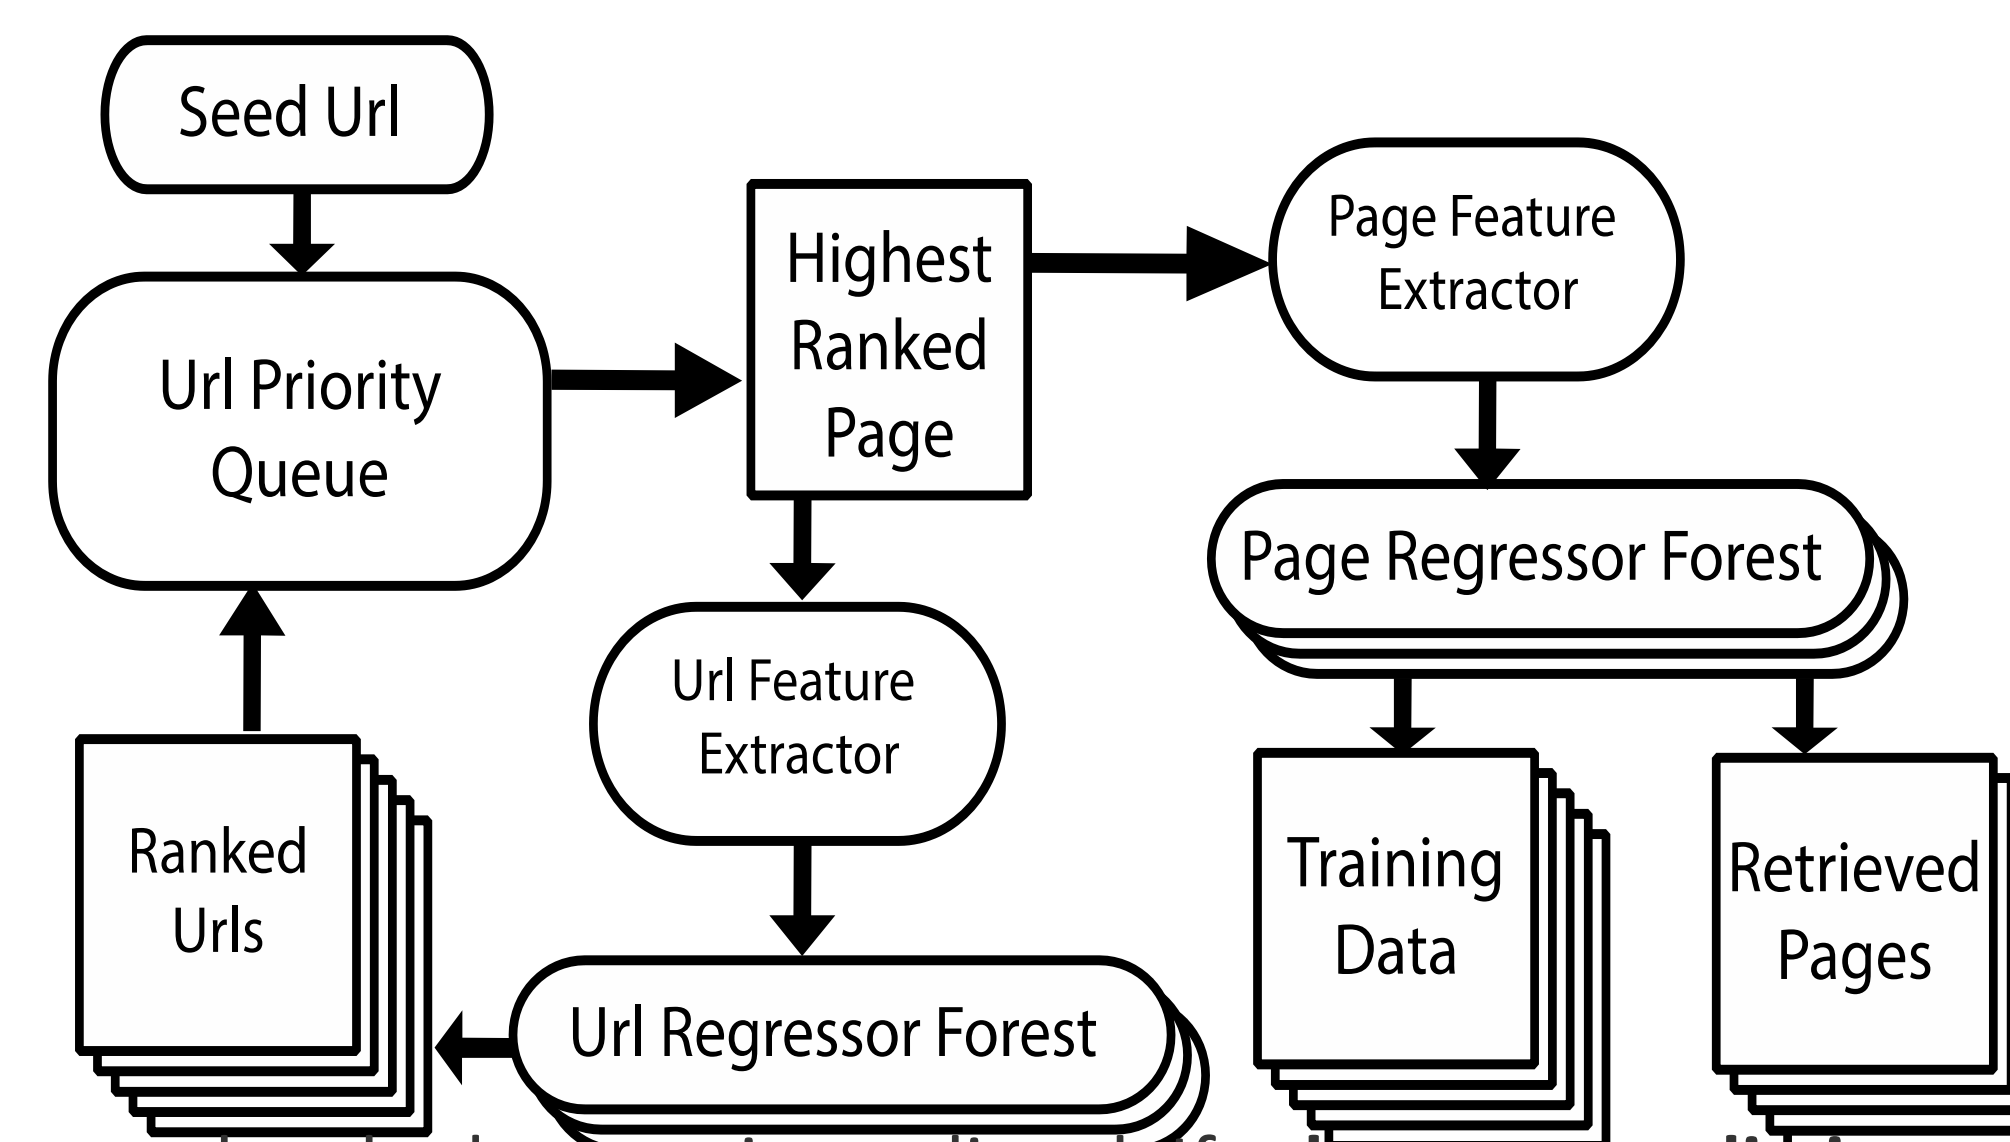 Seed Url
Url Priority
Queue
Highest
Ranked
Page
Page Feature
Extractor
Page Regressor Forest
Url Feature
Extractor
Ranked
Urls
Url Regressor Forest
Training
Data
Retrieved
Pages